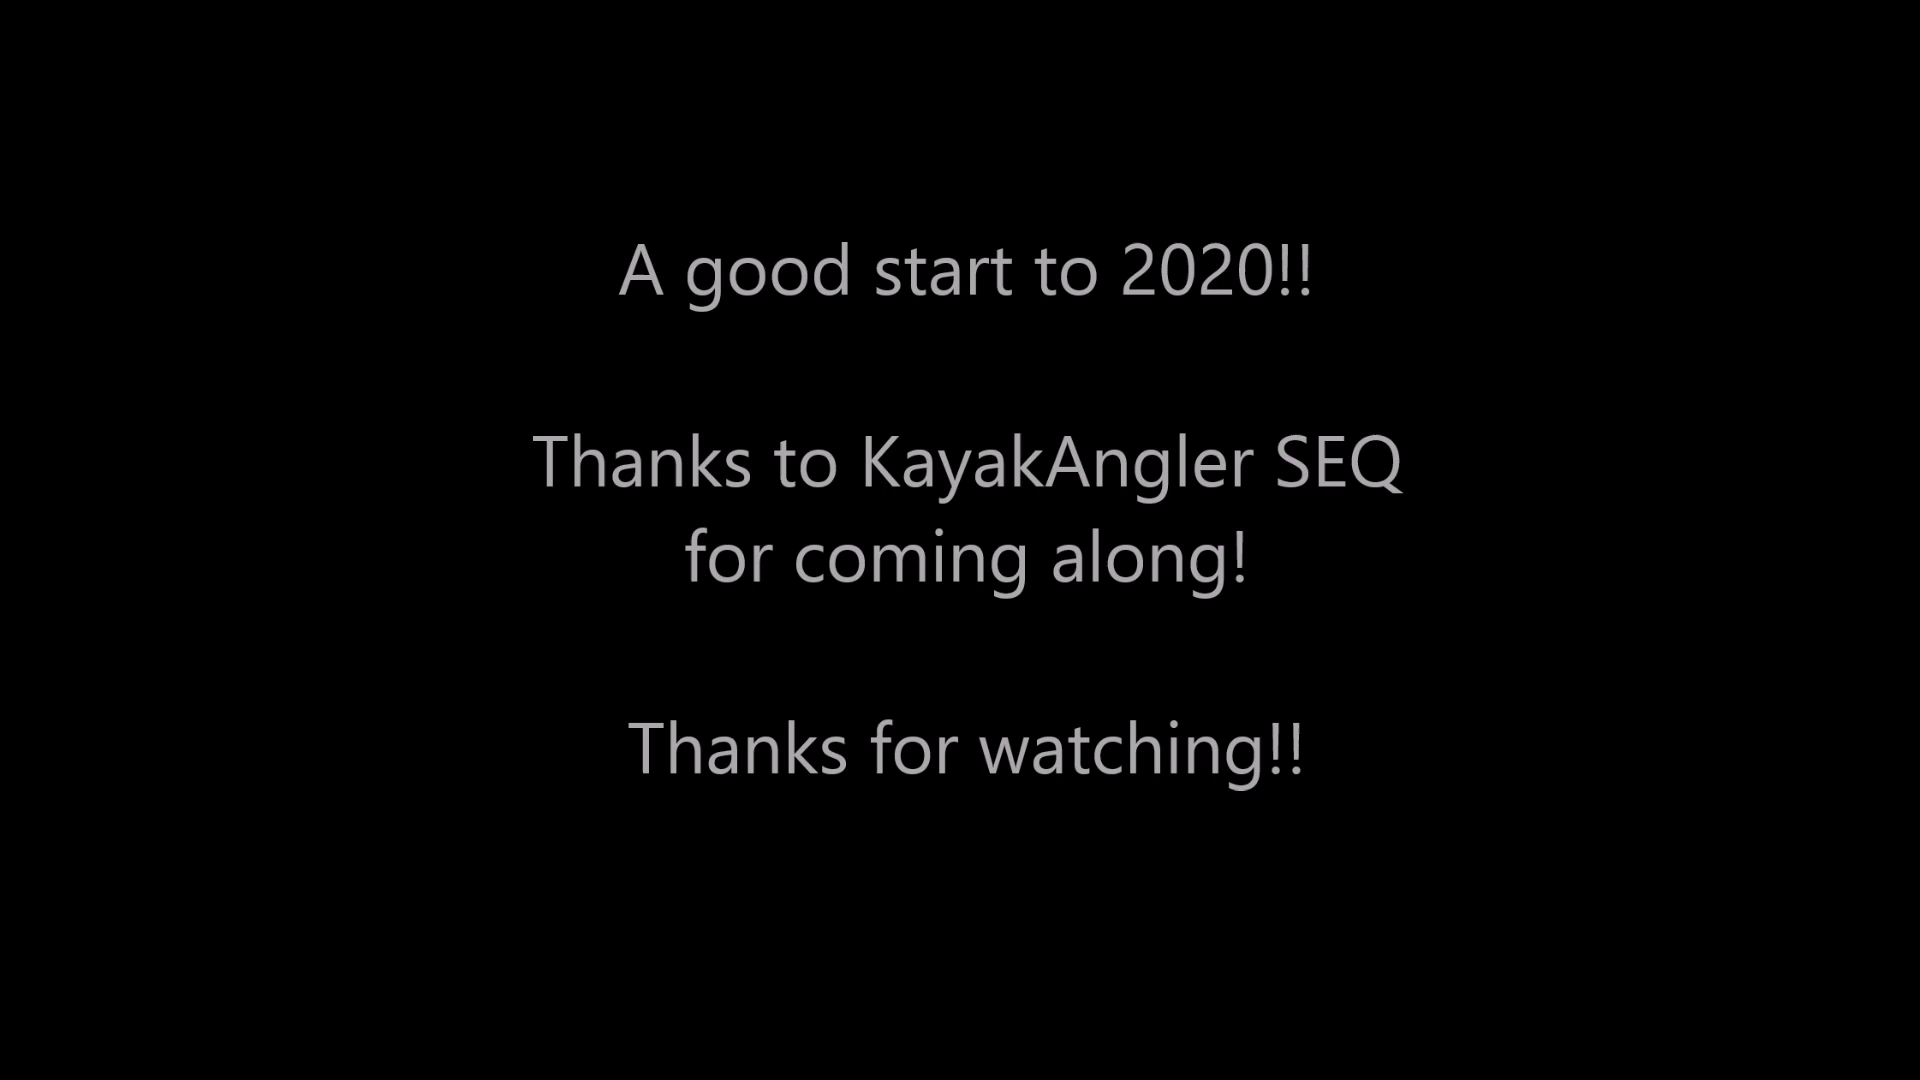 A good start to 2020!!
Thanks to KayakAngler SEQ
for coming along!
Thanks for watching!!